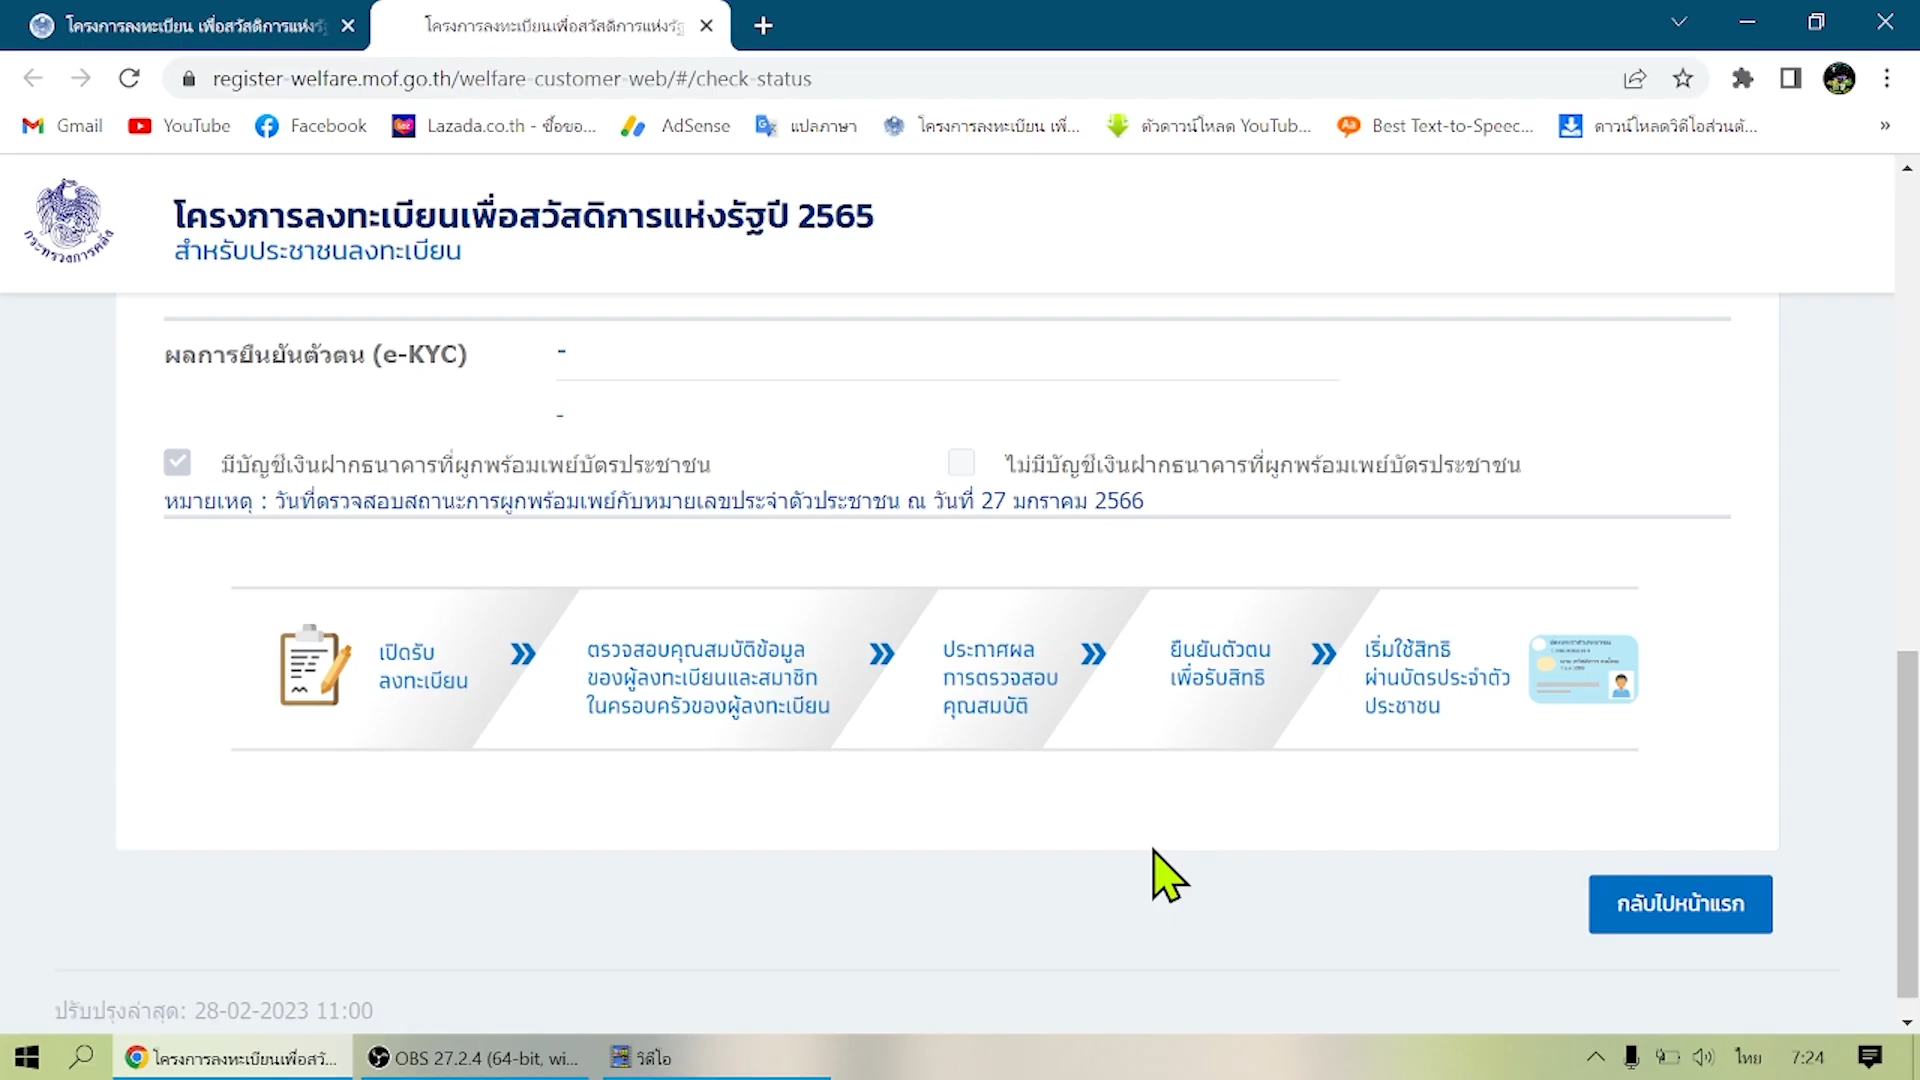 โครงการลงทะเบียน เพื่อสวัสดิการแห่งรั
โครงการลงทะเบียนเพื่อสวัสดิการแห่งรัฐ
register-welfare.mof.go.th/welfare-customer-web/#/check-status
Gmail YouTube Facebook Lazada.co.th - ซื้อขอ... AdSense แปลภาษา โครงการลงทะเบียน เพื่... ตัวดาวน์โหลด YouTub... Best Text-to-Speec... ดาวน์โหลดวิดีโอส่วนตั... »
กระทรวงการคลัง
โครงการลงทะเบียนเพื่อสวัสดิการแห่งรัฐปี 2565
สำหรับประชาชนลงทะเบียน
ผลการยืนยันตัวตน (e-KYC) -
-
มีบัญชีเงินฝากธนาคารที่ผูกพร้อมเพย์บัตรประชาชน ไม่มีบัญชีเงินฝากธนาคารที่ผูกพร้อมเพย์บัตรประชาชน
หมายเหตุ : วันที่ตรวจสอบสถานะการผูกพร้อมเพย์กับหมายเลขประจำตัวประชาชน ณ วันที่ 27 มกราคม 2566
เปิดรับ
ลงทะเบียน
ตรวจสอบคุณสมบัติข้อมูล
ของผู้ลงทะเบียนและสมาชิก
ในครอบครัวของผู้ลงทะเบียน
ประกาศผล
การตรวจสอบ
คุณสมบัติ
ยืนยันตัวตน
เพื่อรับสิทธิ
เริ่มใช้สิทธิ
ผ่านบัตรประจำตัว
ประชาชน
กลับไปหน้าแรก
ปรับปรุงล่าสุด: 28-02-2023 11:00
โครงการลงทะเบียนเพื่อสวั... OBS 27.2.4 (64-bit, wi... วิดีโอ ไทย 7:24